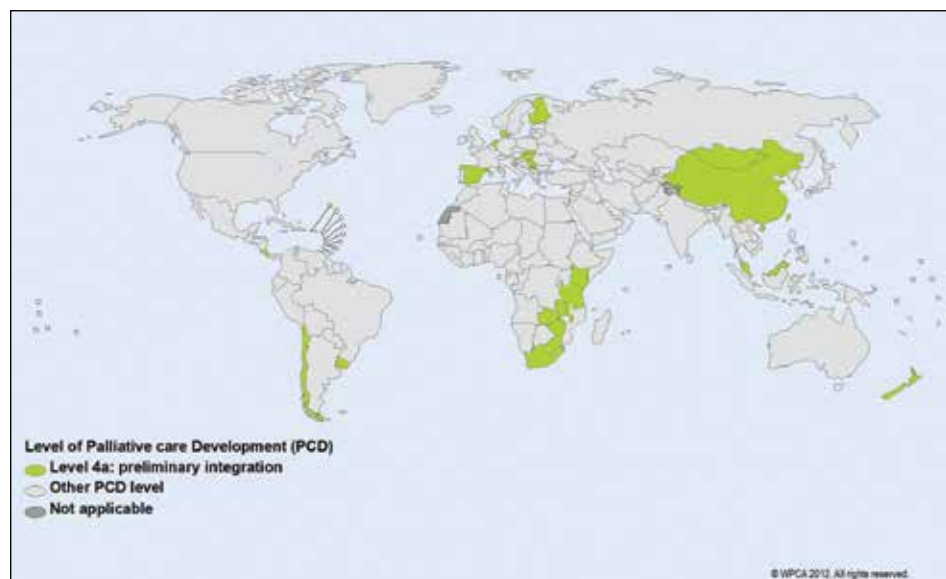 Level of Palliative care Development (PCD)
Level 4a: preliminary integration
Other PCD level
Not applicable
© WPCA 2012. All rights reserved.